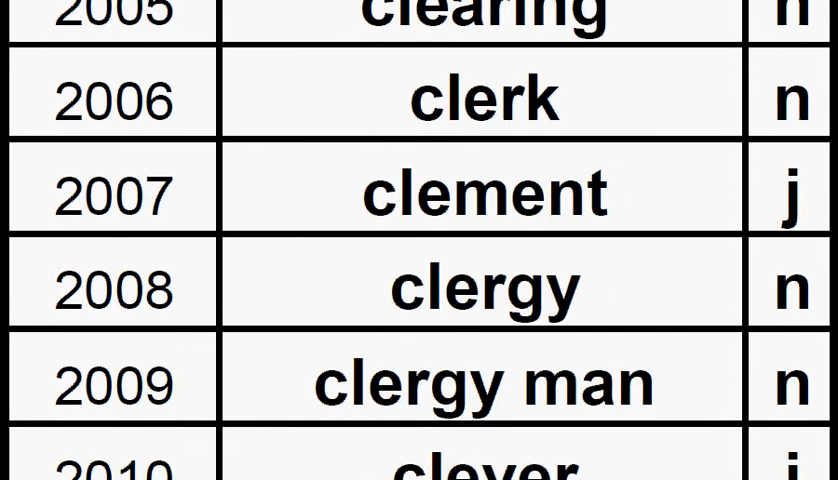 2005 clearing n
2006 clerk n
2007 clement j
2008 clergy n
2009 clergy man n
2010 clever j